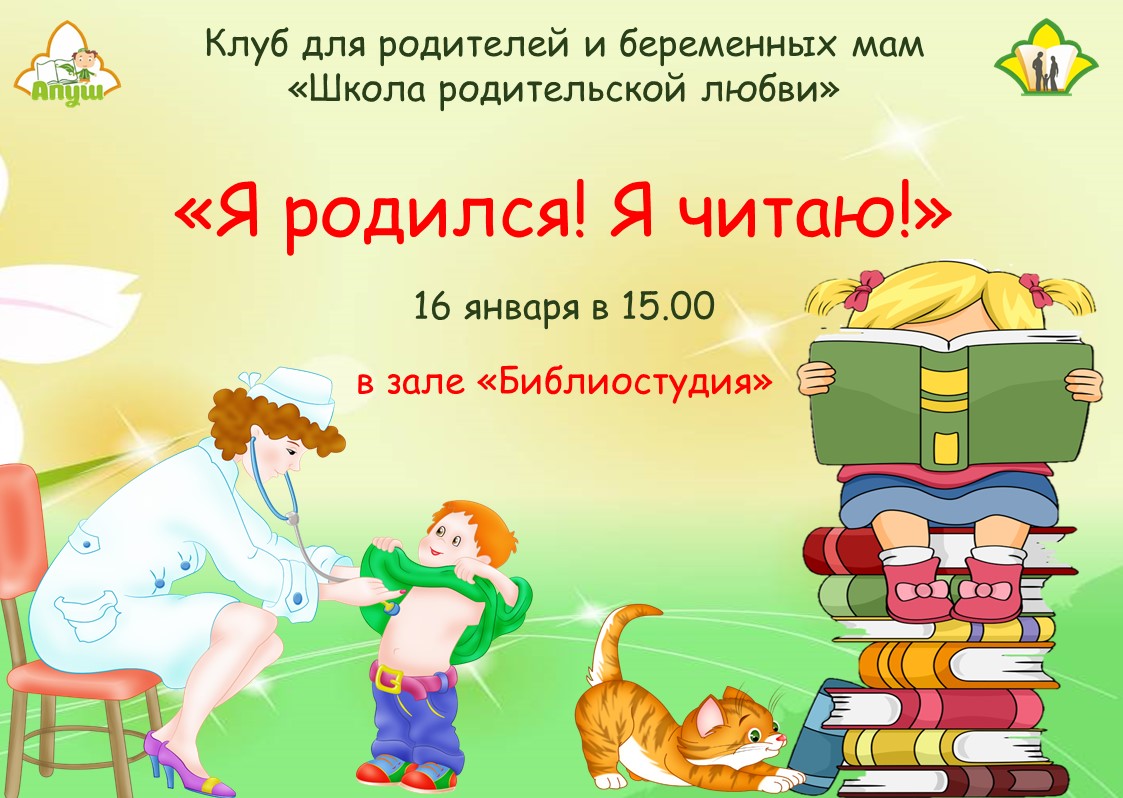 Клуб для родителей и беременных мам
«Школа родительской любви»
Апуш
«Я родился! Я читаю!»
16 января в 15.00
в зале «Библиостудия»